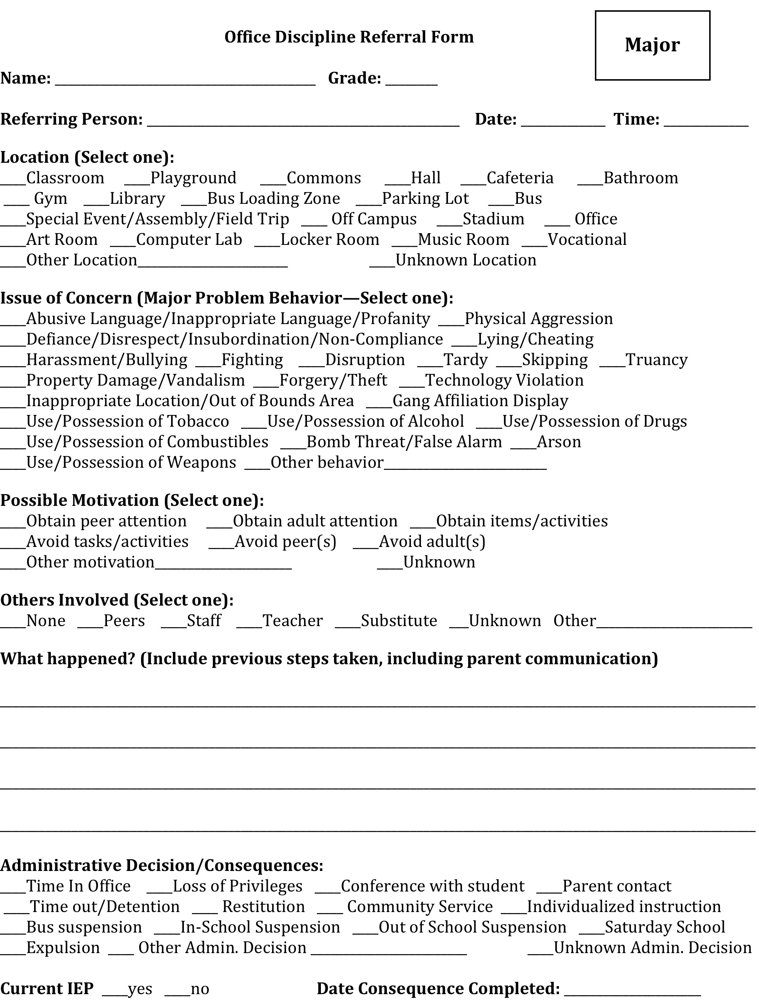 Office Discipline Referral Form
Major
Name: ________________________________________ Grade: ________
Referring Person: ________________________________________________ Date: _____________ Time: _____________
Location (Select one):
____Classroom ____Playground ____Commons ____Hall ____Cafeteria ____Bathroom
____ Gym ____Library ____Bus Loading Zone ____Parking Lot ____Bus
____Special Event/Assembly/Field Trip ____ Off Campus ____Stadium ____ Office
____Art Room ____Computer Lab ____Locker Room ____Music Room ____Vocational
____Other Location_______________________ ____Unknown Location
Issue of Concern (Major Problem Behavior—Select one):
____Abusive Language/Inappropriate Language/Profanity ____Physical Aggression
____Defiance/Disrespect/Insubordination/Non-Compliance ____Lying/Cheating
____Harassment/Bullying ____Fighting ____Disruption ____Tardy ____Skipping ____Truancy
____Property Damage/Vandalism ____Forgery/Theft ____Technology Violation
____Inappropriate Location/Out of Bounds Area ____Gang Affiliation Display
____Use/Possession of Tobacco ____Use/Possession of Alcohol ____Use/Possession of Drugs
____Use/Possession of Combustibles ____Bomb Threat/False Alarm ____Arson
____Use/Possession of Weapons ____Other behavior_________________________
Possible Motivation (Select one):
____Obtain peer attention ____Obtain adult attention ____Obtain items/activities
____Avoid tasks/activities ____Avoid peer(s) ____Avoid adult(s)
____Other motivation_____________________ ____Unknown
Others Involved (Select one):
____None ____Peers ____Staff ____Teacher ____Substitute ___Unknown Other________________________
What happened? (Include previous steps taken, including parent communication)
Administrative Decision/Consequences:
____Time In Office ____Loss of Privileges ____Conference with student ____Parent contact
____Time out/Detention ____ Restitution ____ Community Service ____Individualized instruction
____Bus suspension ____In-School Suspension ____Out of School Suspension ____Saturday School
____Expulsion ____ Other Admin. Decision ________________________ ____Unknown Admin. Decision
Current IEP ____yes ____no Date Consequence Completed: _____________________